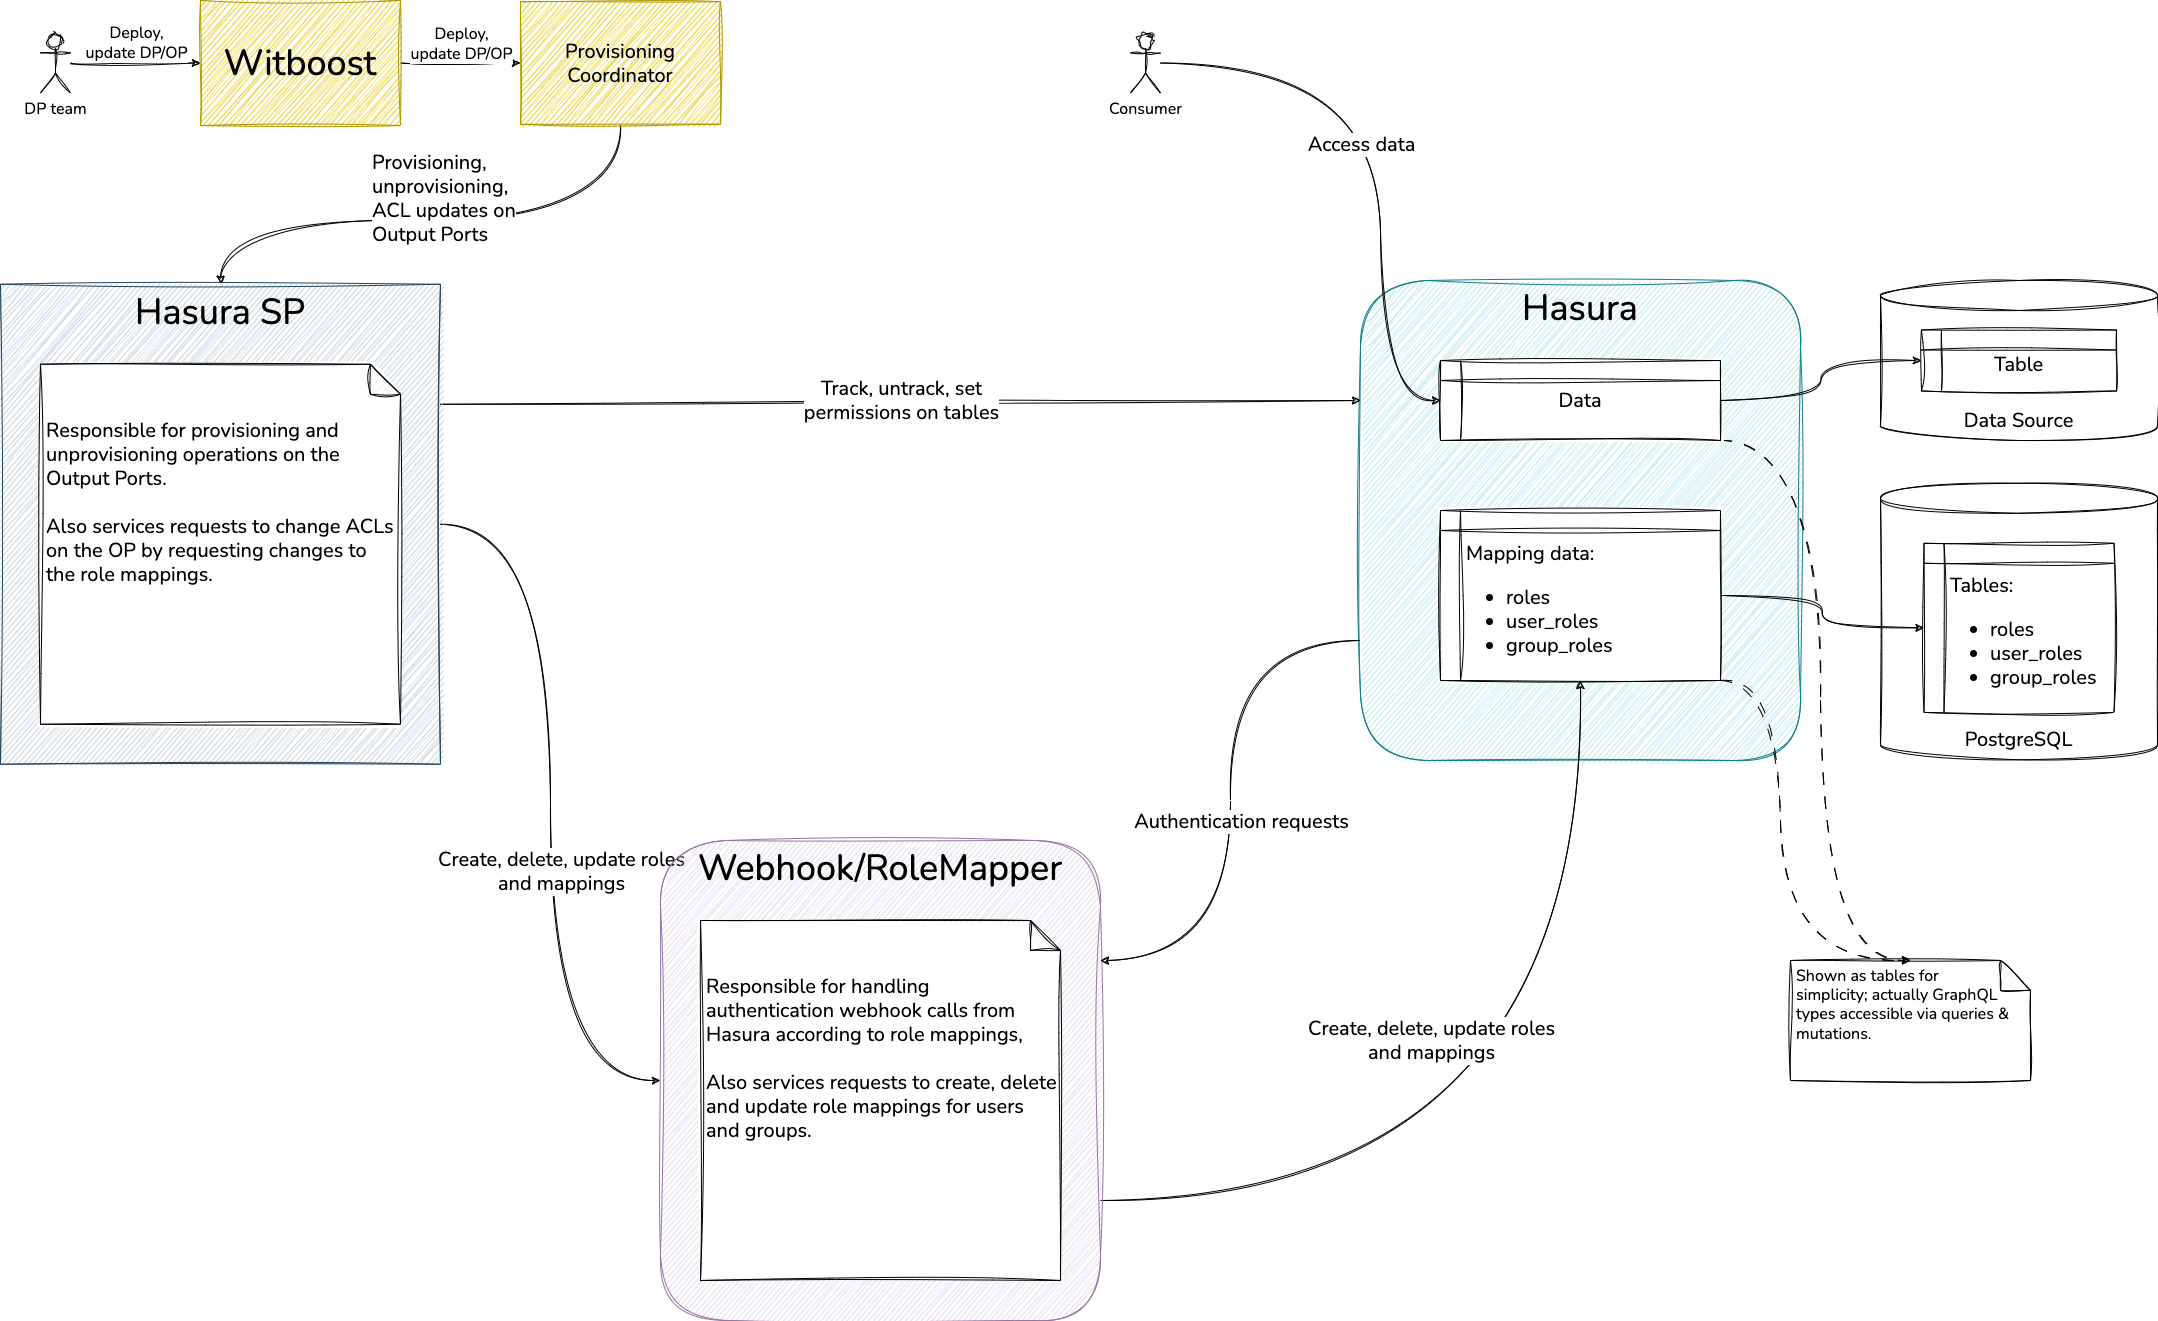 Deploy,
update DP/OP
DP team
Witboost
Deploy,
update DP/OP
Provisioning
Coordinator
Consumer
Access data
Provisioning,
unprovisioning,
ACL updates on
Output Ports
Hasura SP
Responsible for provisioning and
unprovisioning operations on the
Output Ports.
Also services requests to change ACLs
on the OP by requesting changes to
the role mappings.
Track, untrack, set
permissions on tables
Hasura
Data
Mapping data:
• roles
• user_roles
• group_roles
Table
Data Source
Tables:
• roles
• user_roles
• group_roles
PostgreSQL
Authentication requests
Create, delete, update roles
and mappings
Webhook/RoleMapper
Responsible for handling
authentication webhook calls from
Hasura according to role mappings,
Also services requests to create, delete
and update role mappings for users
and groups.
Create, delete, update roles
and mappings
Shown as tables for
simplicity; actually GraphQL
types accessible via queries &
mutations.